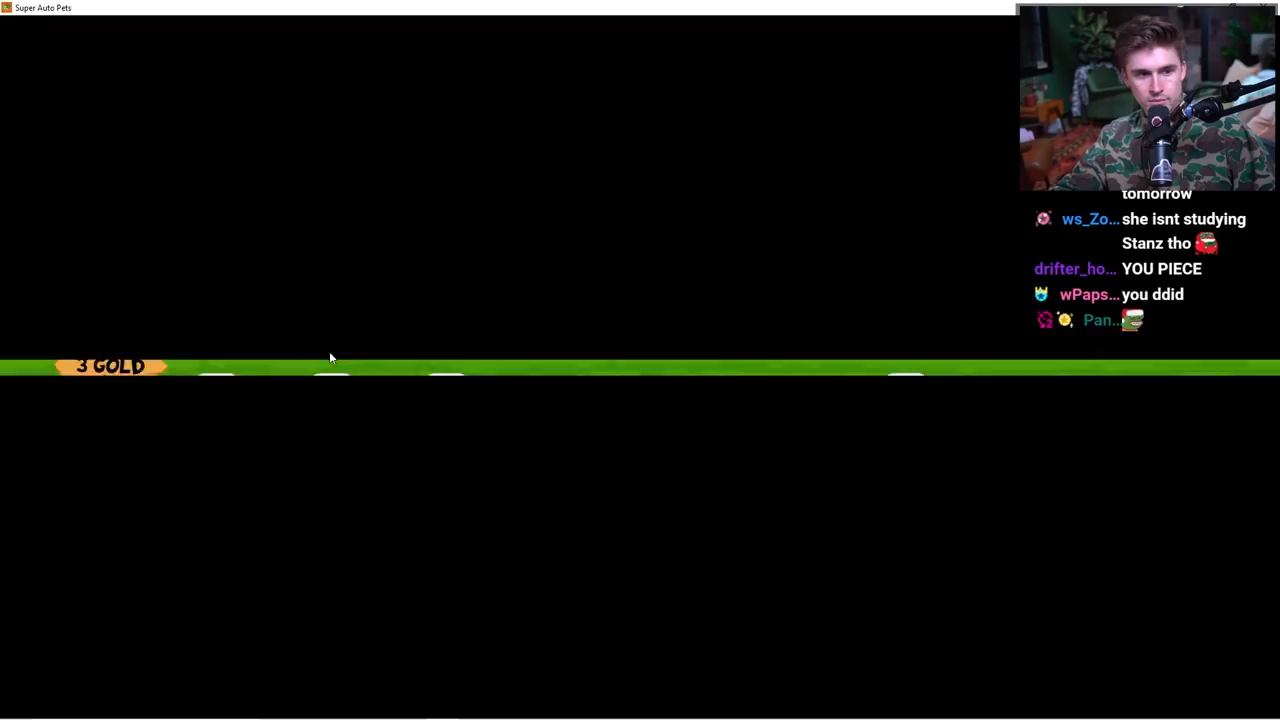 Super Auto Pets
tomorrow
ws_Zo... she isnt studying
Stanz tho
drifter_ho... YOU PIECE
wPaps... you ddid
Pan...
3 GOLD